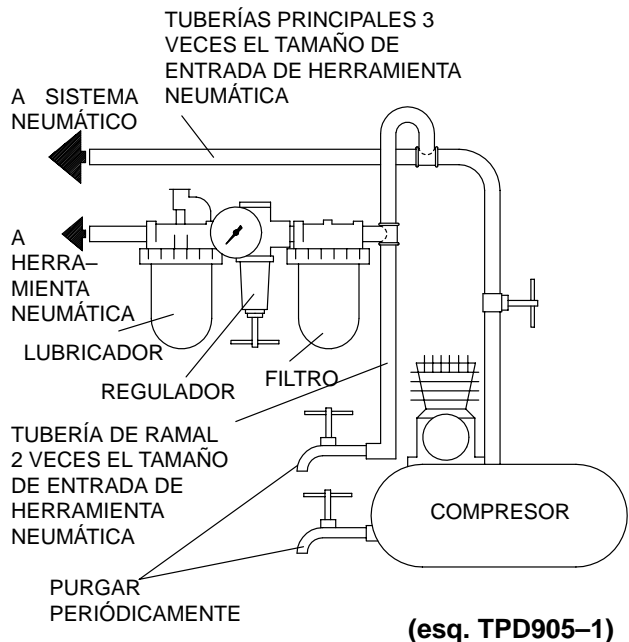 TUBERÍAS PRINCIPALES 3
VECES EL TAMAÑO DE
ENTRADA DE HERRAMIENTA
NEUMÁTICA
A SISTEMA
NEUMÁTICO
A
HERRA–
MIENTA
NEUMÁTICA
LUBRICADOR
REGULADOR
FILTRO
TUBERÍA DE RAMAL
2 VECES EL TAMAÑO
DE ENTRADA DE
HERRAMIENTA
NEUMÁTICA
COMPRESOR
PURGAR
PERIÓDICAMENTE
(esq. TPD905–1)